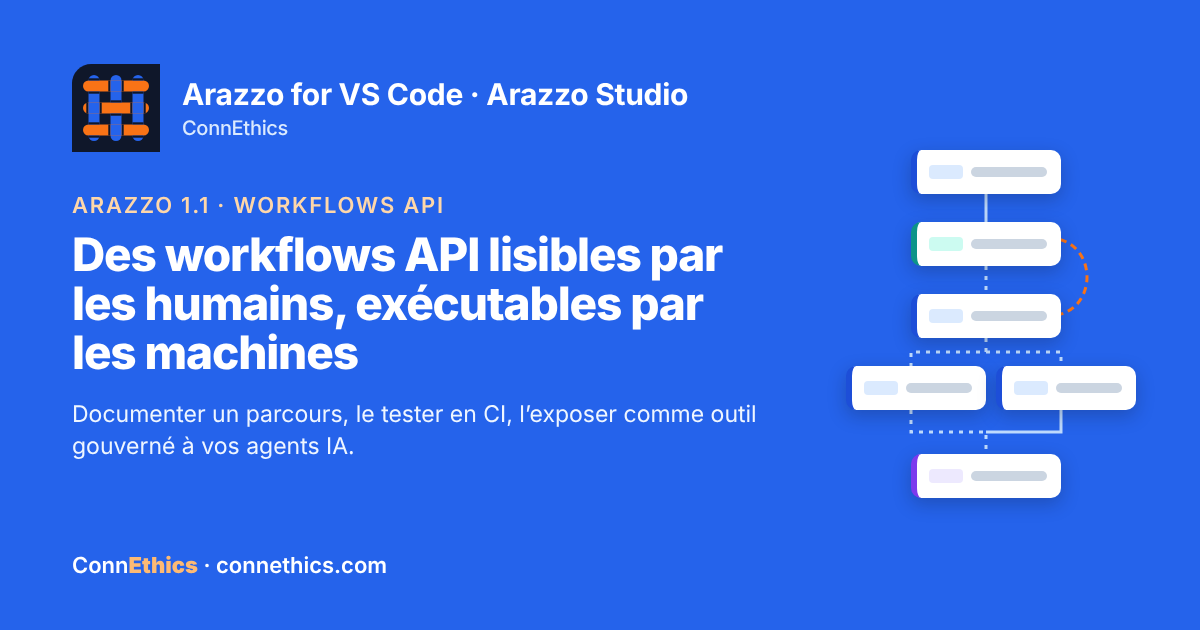 Arazzo for VS Code · Arazzo Studio
ConnEthics
ARAZZO 1.1 · WORKFLOWS API
Des workflows API lisibles par
les humains, exécutables par
les machines
Documenter un parcours, le tester en CI, l’exposer comme outil
gouverné à vos agents IA.
ConnEthics · connethics.com